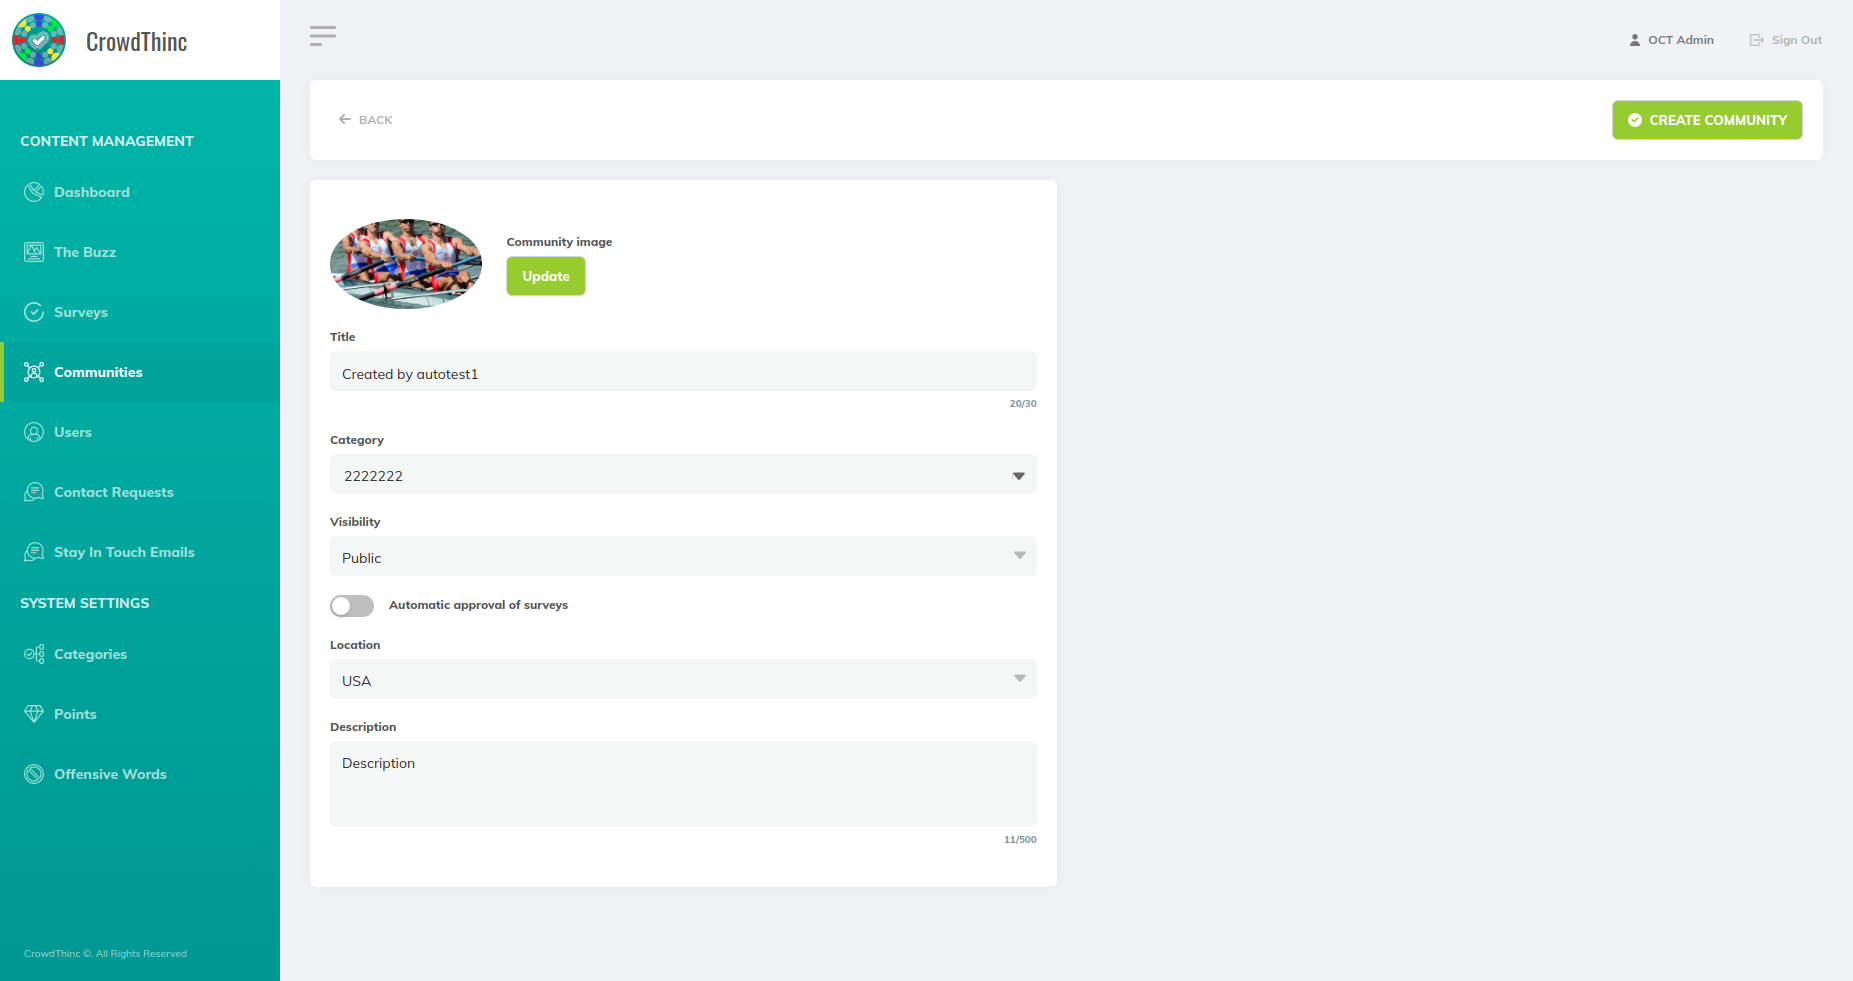 CrowdThinc
OCT Admin
Sign Out
BACK
CREATE COMMUNITY
CONTENT MANAGEMENT
Dashboard
The Buzz
Surveys
Communities
Users
Contact Requests
Stay In Touch Emails
SYSTEM SETTINGS
Categories
Points
Offensive Words
CrowdThinc ©. All Rights Reserved
Community image
Update
Title
Created by autotest1
20/30
Category
2222222
Visibility
Public
Automatic approval of surveys
Location
USA
Description
Description
11/500